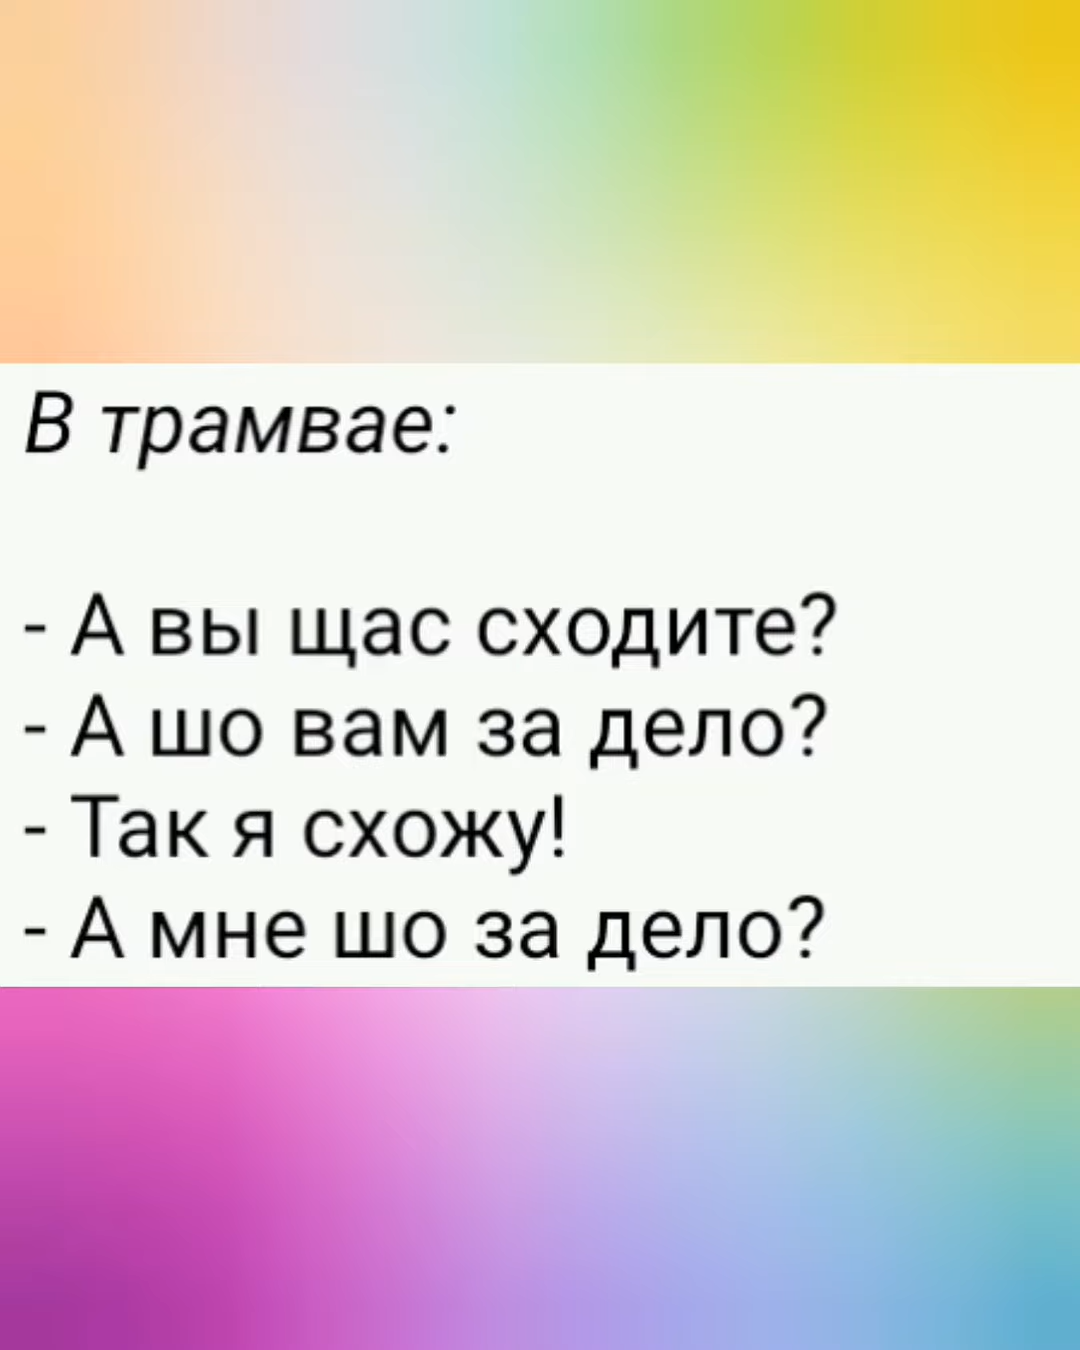 В трамвае:
- А вы щас сходите?
- А шо вам за дело?
- Так я схожу!
- А мне шо за дело?